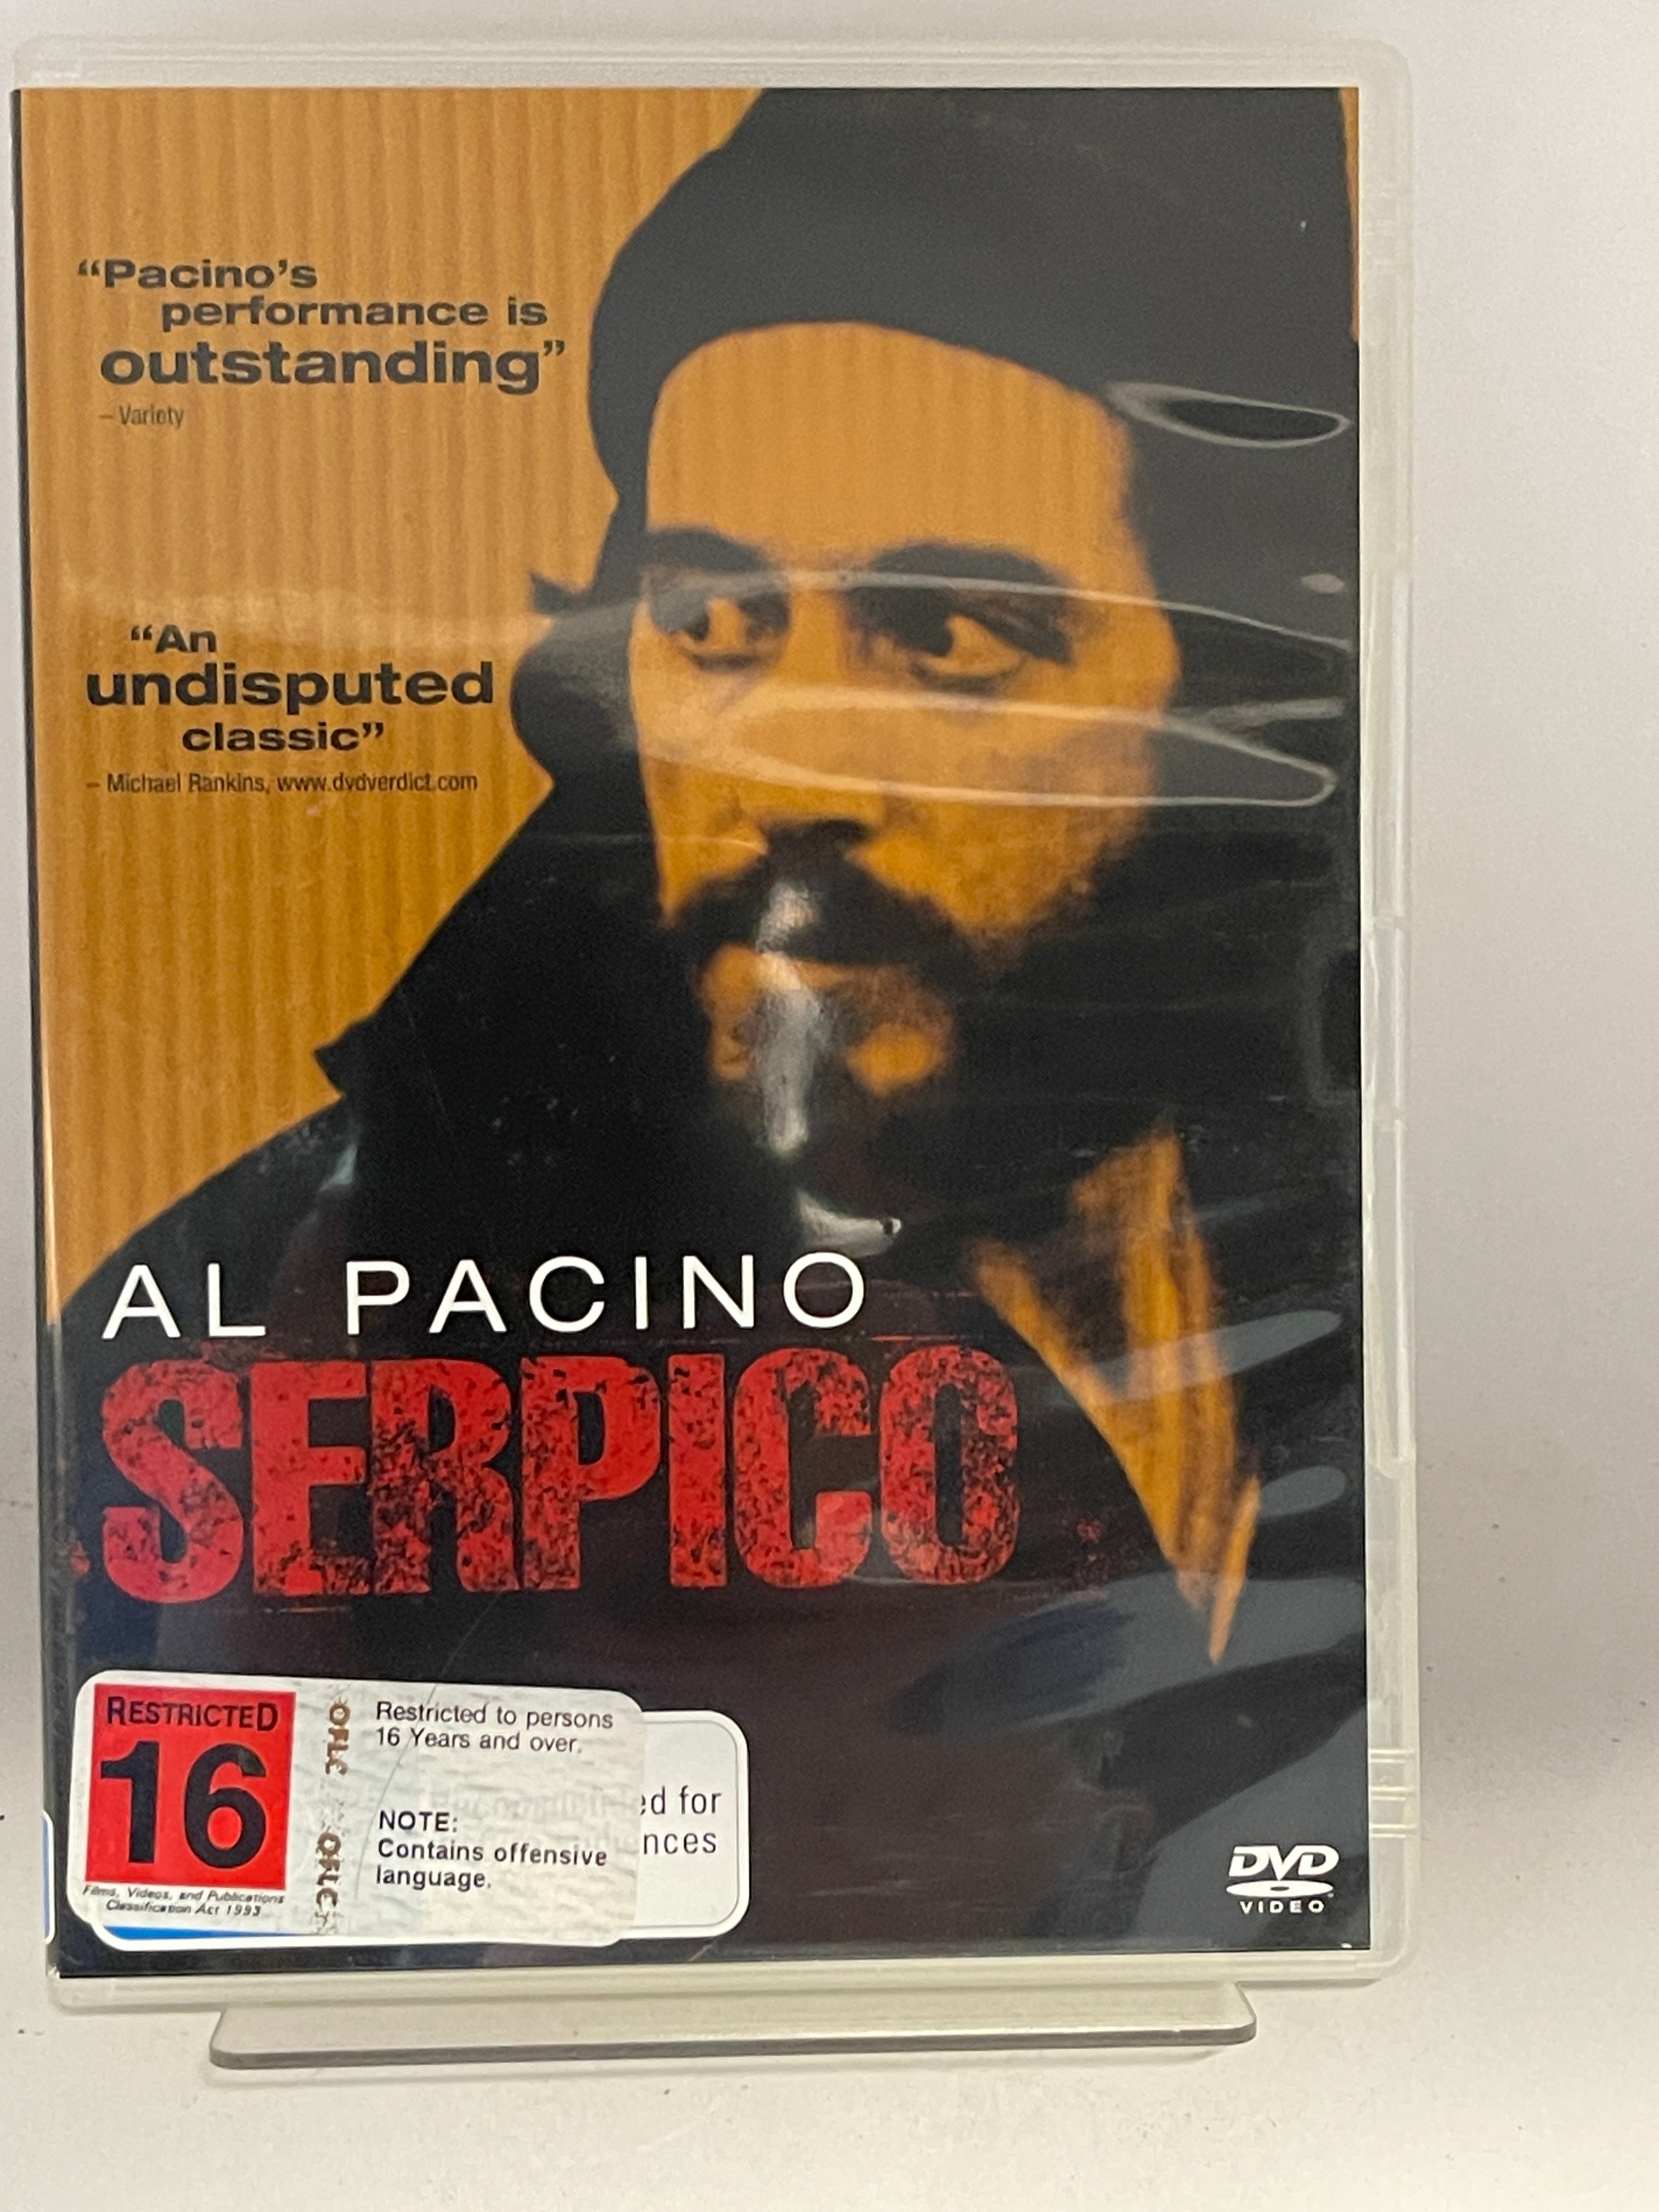 “Pacino’s
performance is
outstanding”
– Variety
“An
undisputed
classic”
– Michael Rankins, www.dvdverdict.com
AL PACINO
SERPICO
RESTRICTED
16
Films, Videos, and Publications
Classification Act 1993
OFLC OFLC
Restricted to persons
16 Years and over.
NOTE:
Contains offensive
language.
ed for
nces
DVD
VIDEO